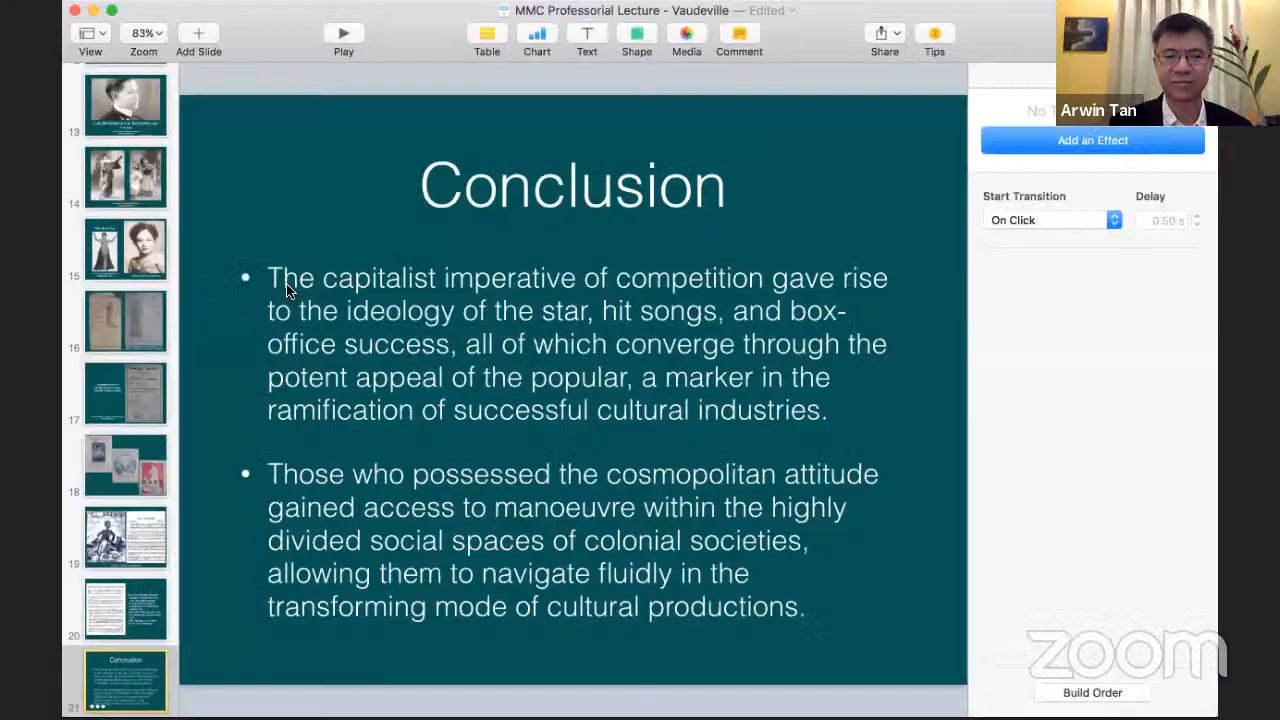 MMC Professorial Lecture - Vaudeville — Edited
83%
View
Zoom
Add Slide
Play
Table
Chart
Text
Shape
Media
Comment
Share
Tips
Arwin Tan
No
Add an Effect
Start Transition
Delay
On Click
0.50 s
Conclusion
• The capitalist imperative of competition gave rise
to the ideology of the star, hit songs, and box-
office success, all of which converge through the
potent appeal of the popular, a marker in the
ramification of successful cultural industries.
• Those who possessed the cosmopolitan attitude
gained access to manoeuvre within the highly
divided social spaces of colonial societies,
allowing them to navigate fluidly in the
transforming modes of cultural productions.
13
14
15
16
17
18
19
20
Conclusion
21
zoom
Build Order